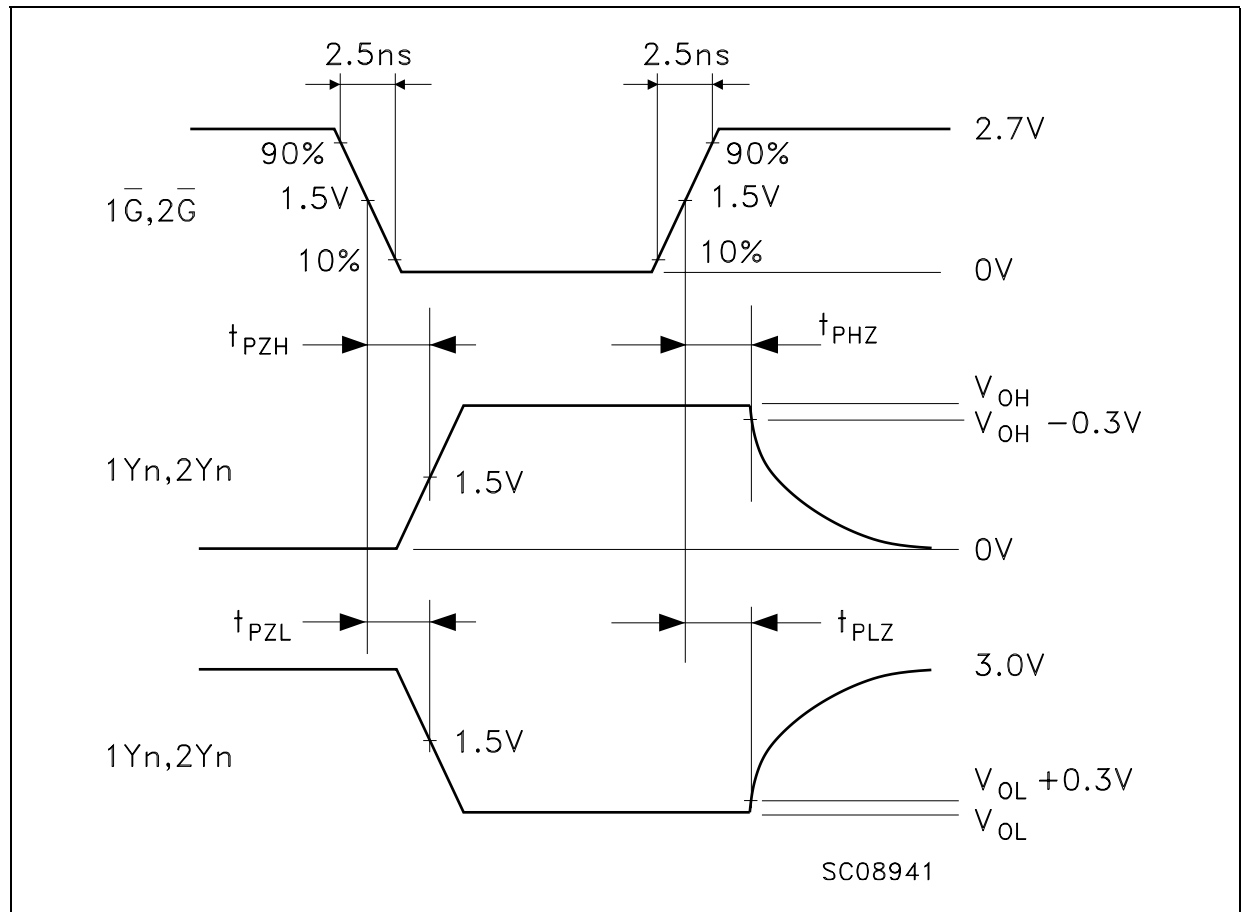 2.5ns 2.5ns
2.7V
90% 90%
1G̅,2G̅ 1.5V 1.5V
10% 10%
0V
tPZH tPHZ
VOH
VOH −0.3V
1Yn,2Yn 1.5V
0V
tPZL tPLZ
3.0V
1Yn,2Yn 1.5V
VOL +0.3V
VOL
SC08941